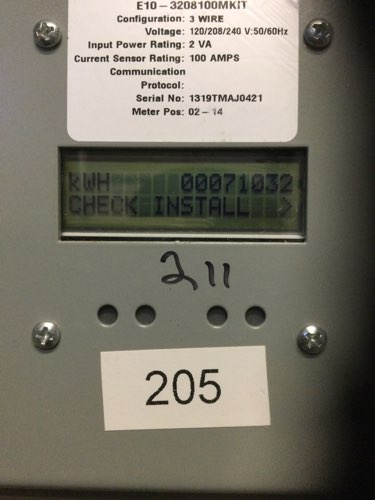 E10-3208100MKIT
Configuration: 3 WIRE
Voltage: 120/208/240 V:50/60Hz
Input Power Rating: 2 VA
Current Sensor Rating: 100 AMPS
Communication
Protocol:
Serial No: 1319TMAJ0421
Meter Pos: 02-14
kWH 00071032
CHECK INSTALL >
211
205